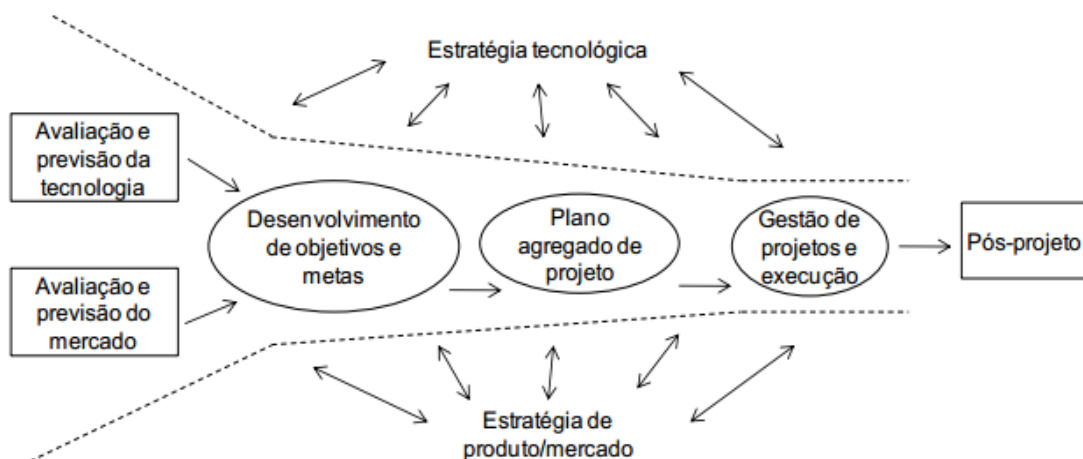 Estratégia tecnológica
Avaliação e
previsão da
tecnologia
Avaliação e
previsão do
mercado
Desenvolvimento
de objetivos e
metas
Plano
agregado de
projeto
Gestão de
projetos e
execução
Pós-projeto
Estratégia de
produto/mercado